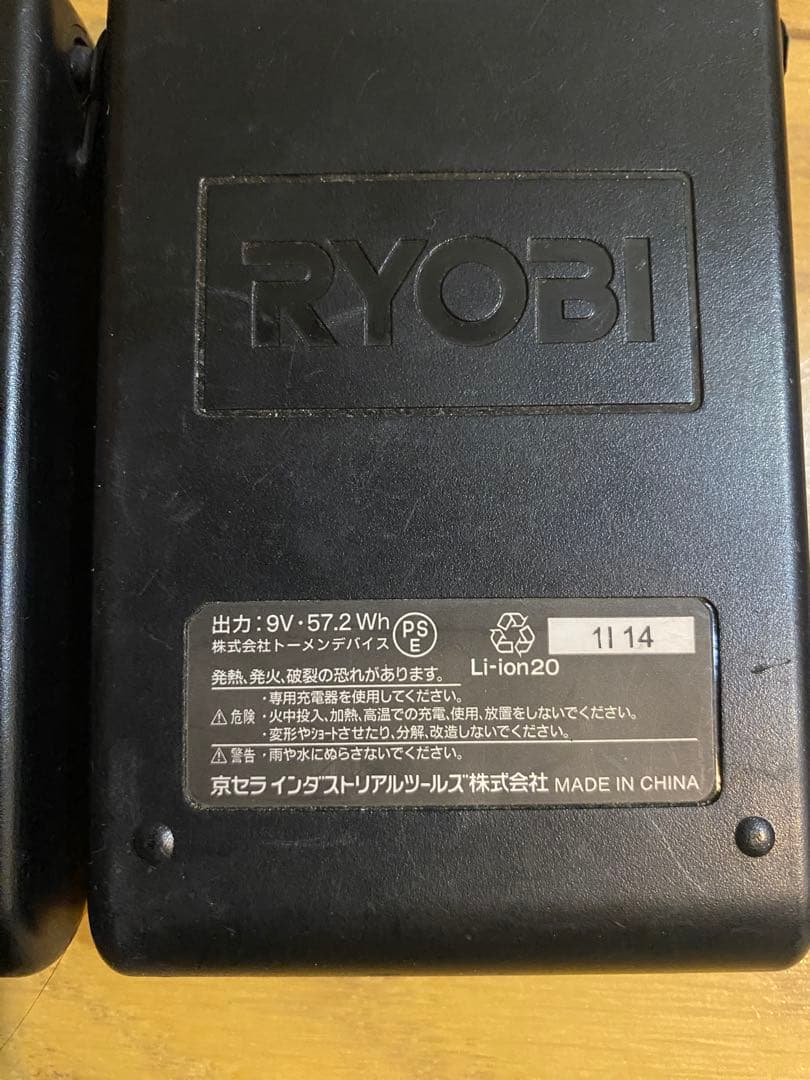 RYOBI
出力：9V・57.2 Wh
株式会社トーメンデバイス
PS
E
Li-ion20
1I 14
発熱、発火、破裂の恐れがあります。
・専用充電器を使用してください。
⚠危険・火中投入、加熱、高温での充電、使用、放置をしないでください。
・変形やショートさせたり、分解、改造しないでください。
⚠警告・雨や水にぬらさないでください。
京セラ インダストリアルツールズ株式会社 MADE IN CHINA